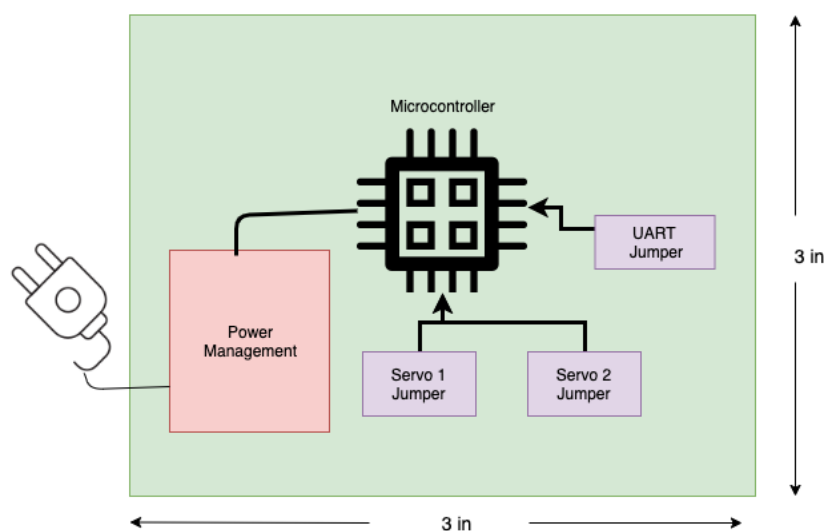 Microcontroller
UART
Jumper
3 in
Power
Management
Servo 1
Jumper
Servo 2
Jumper
3 in